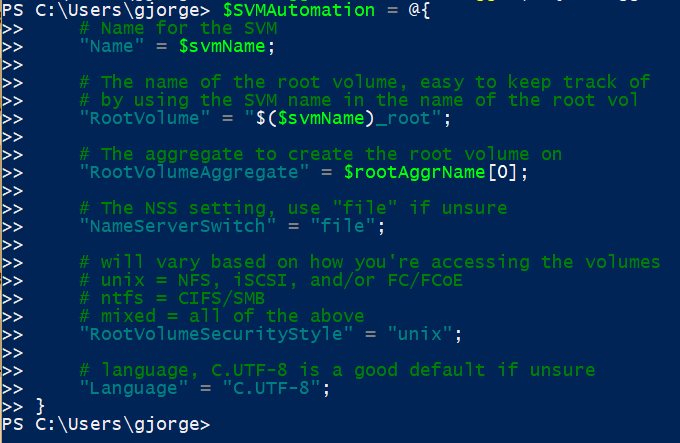 PS C:\Users\gjorge> $SVMAutomation = @{
>>     # Name for the SVM
>>     "Name" = $svmName;
>>
>>     # The name of the root volume, easy to keep track of
>>     # by using the SVM name in the name of the root vol
>>     "RootVolume" = "$($svmName)_root";
>>
>>     # The aggregate to create the root volume on
>>     "RootVolumeAggregate" = $rootAggrName[0];
>>
>>     # The NSS setting, use "file" if unsure
>>     "NameServerSwitch" = "file";
>>
>>     # will vary based on how you're accessing the volumes
>>     # unix = NFS, iSCSI, and/or FC/FCoE
>>     # ntfs = CIFS/SMB
>>     # mixed = all of the above
>>     "RootVolumeSecurityStyle" = "unix";
>>
>>     # language, C.UTF-8 is a good default if unsure
>>     "Language" = "C.UTF-8";
>> }
PS C:\Users\gjorge>